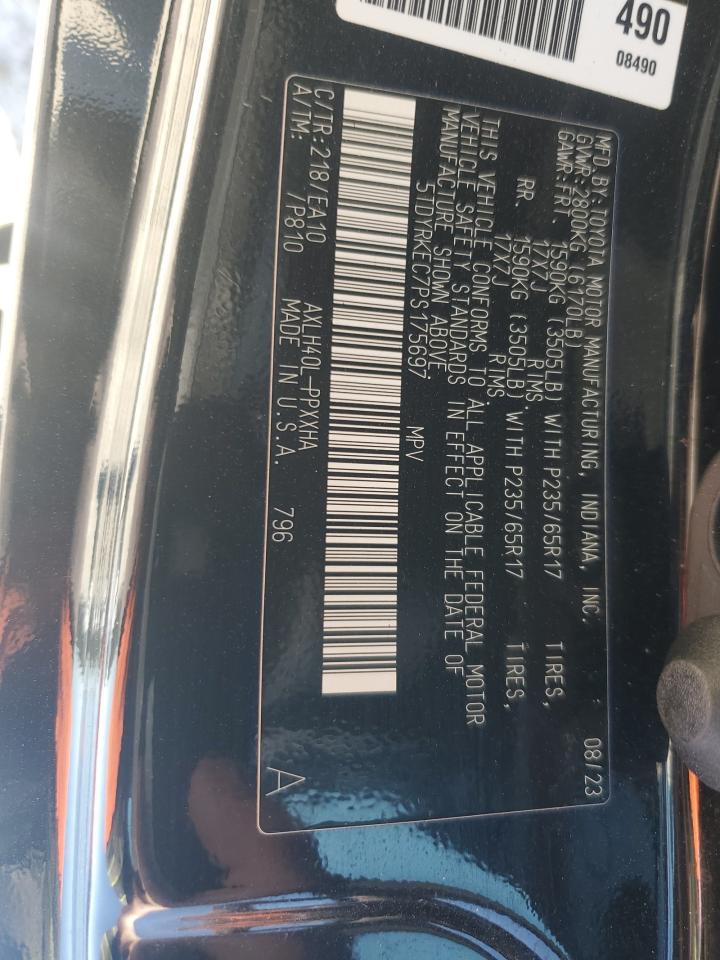 490
08490
MFD.BY:TOYOTA MOTOR MANUFACTURING, INDIANA, INC. 08/23
GVWR 2800KG (6170LB)
GAWR FRT 1590KG (3505LB) WITH P235/65R17 TIRES,
17X7J RIMS,
RR. 1590KG (3505LB) WITH P235/65R17 TIRES,
17X7J RIMS
THIS VEHICLE CONFORMS TO ALL APPLICABLE FEDERAL MOTOR
VEHICLE SAFETY STANDARDS IN EFFECT ON THE DATE OF
MANUFACTURE SHOWN ABOVE.
5TDYRKEC7PS175697 MPV
C/TR:218/EA10 AXLH40L-PPXXHA
A/TM: /P810 MADE IN U.S.A. 796 A